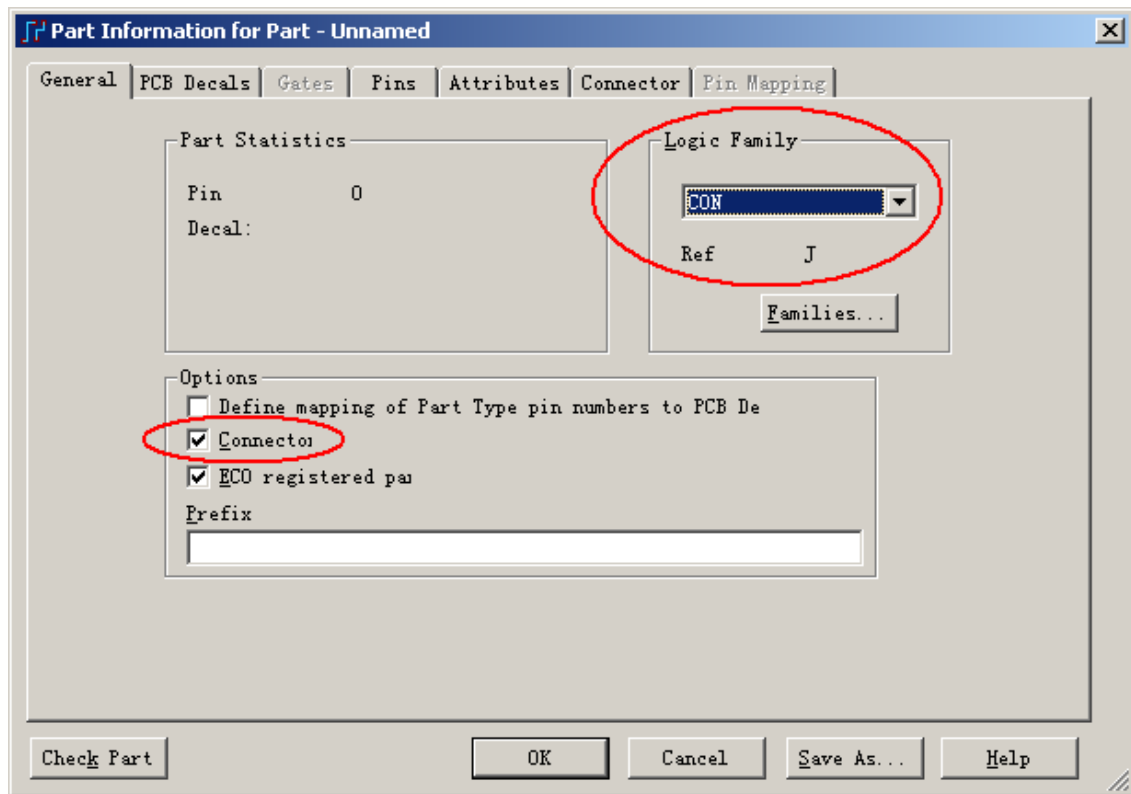 Part Information for Part - Unnamed
General PCB Decals Gates Pins Attributes Connector Pin Mapping
Part Statistics
Pin 0
Decal:
Logic Family
CON
Ref J
Families...
Options
Define mapping of Part Type pin numbers to PCB De
Connector
ECO registered par
Prefix
Check Part OK Cancel Save As... Help